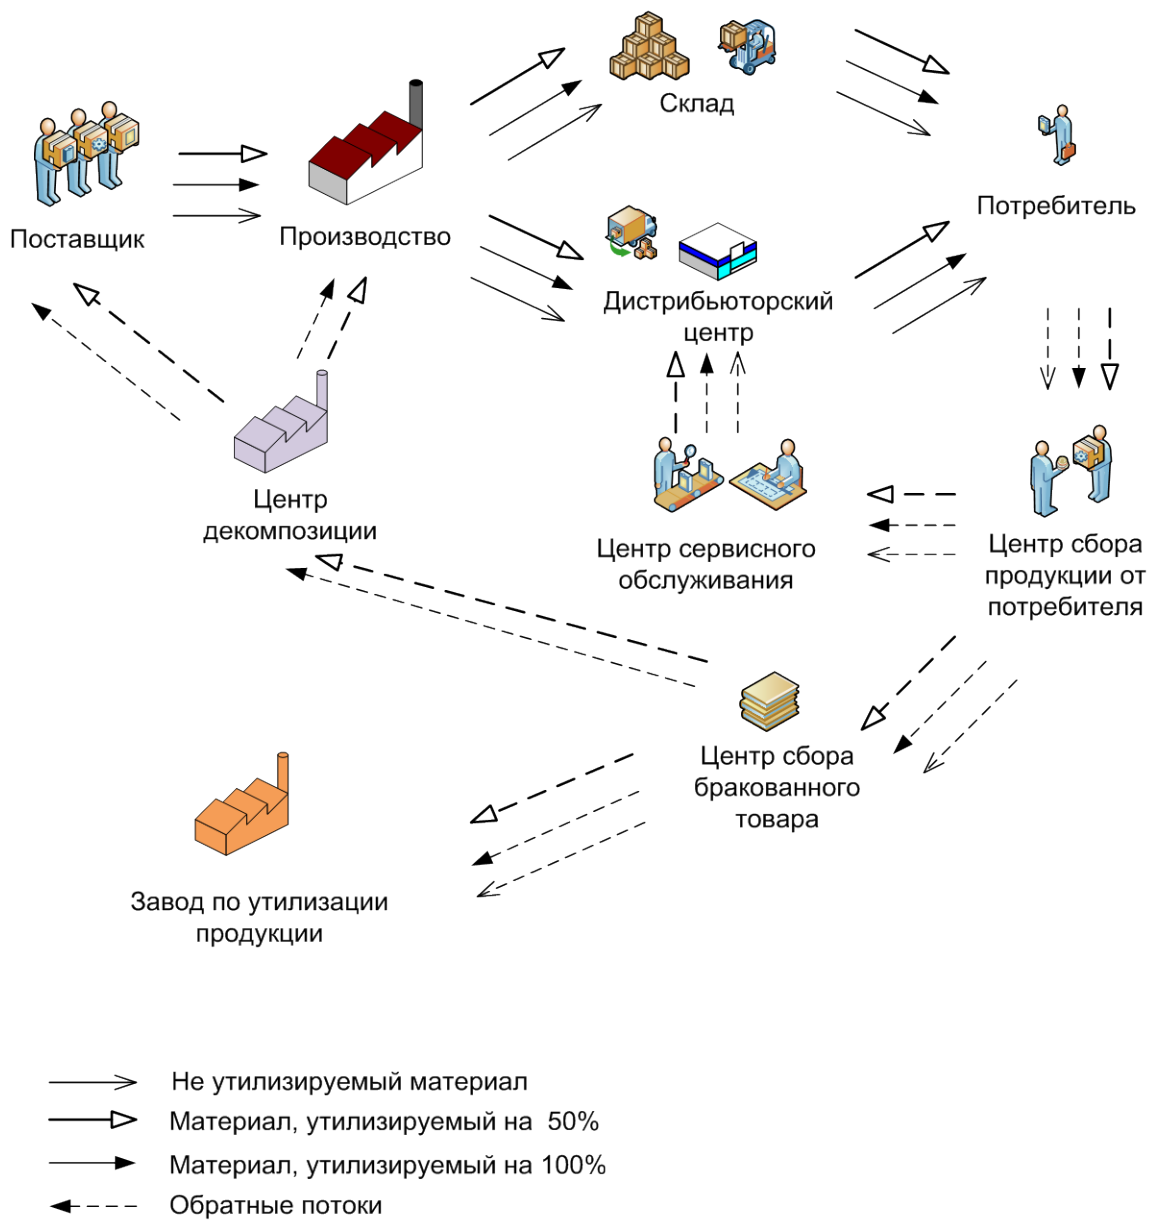 Склад
Поставщик
Производство
Потребитель
Дистрибьюторский
центр
Центр
декомпозиции
Центр сервисного
обслуживания
Центр сбора
продукции от
потребителя
Центр сбора
бракованного
товара
Завод по утилизации
продукции
Не утилизируемый материал
Материал, утилизируемый на 50%
Материал, утилизируемый на 100%
Обратные потоки